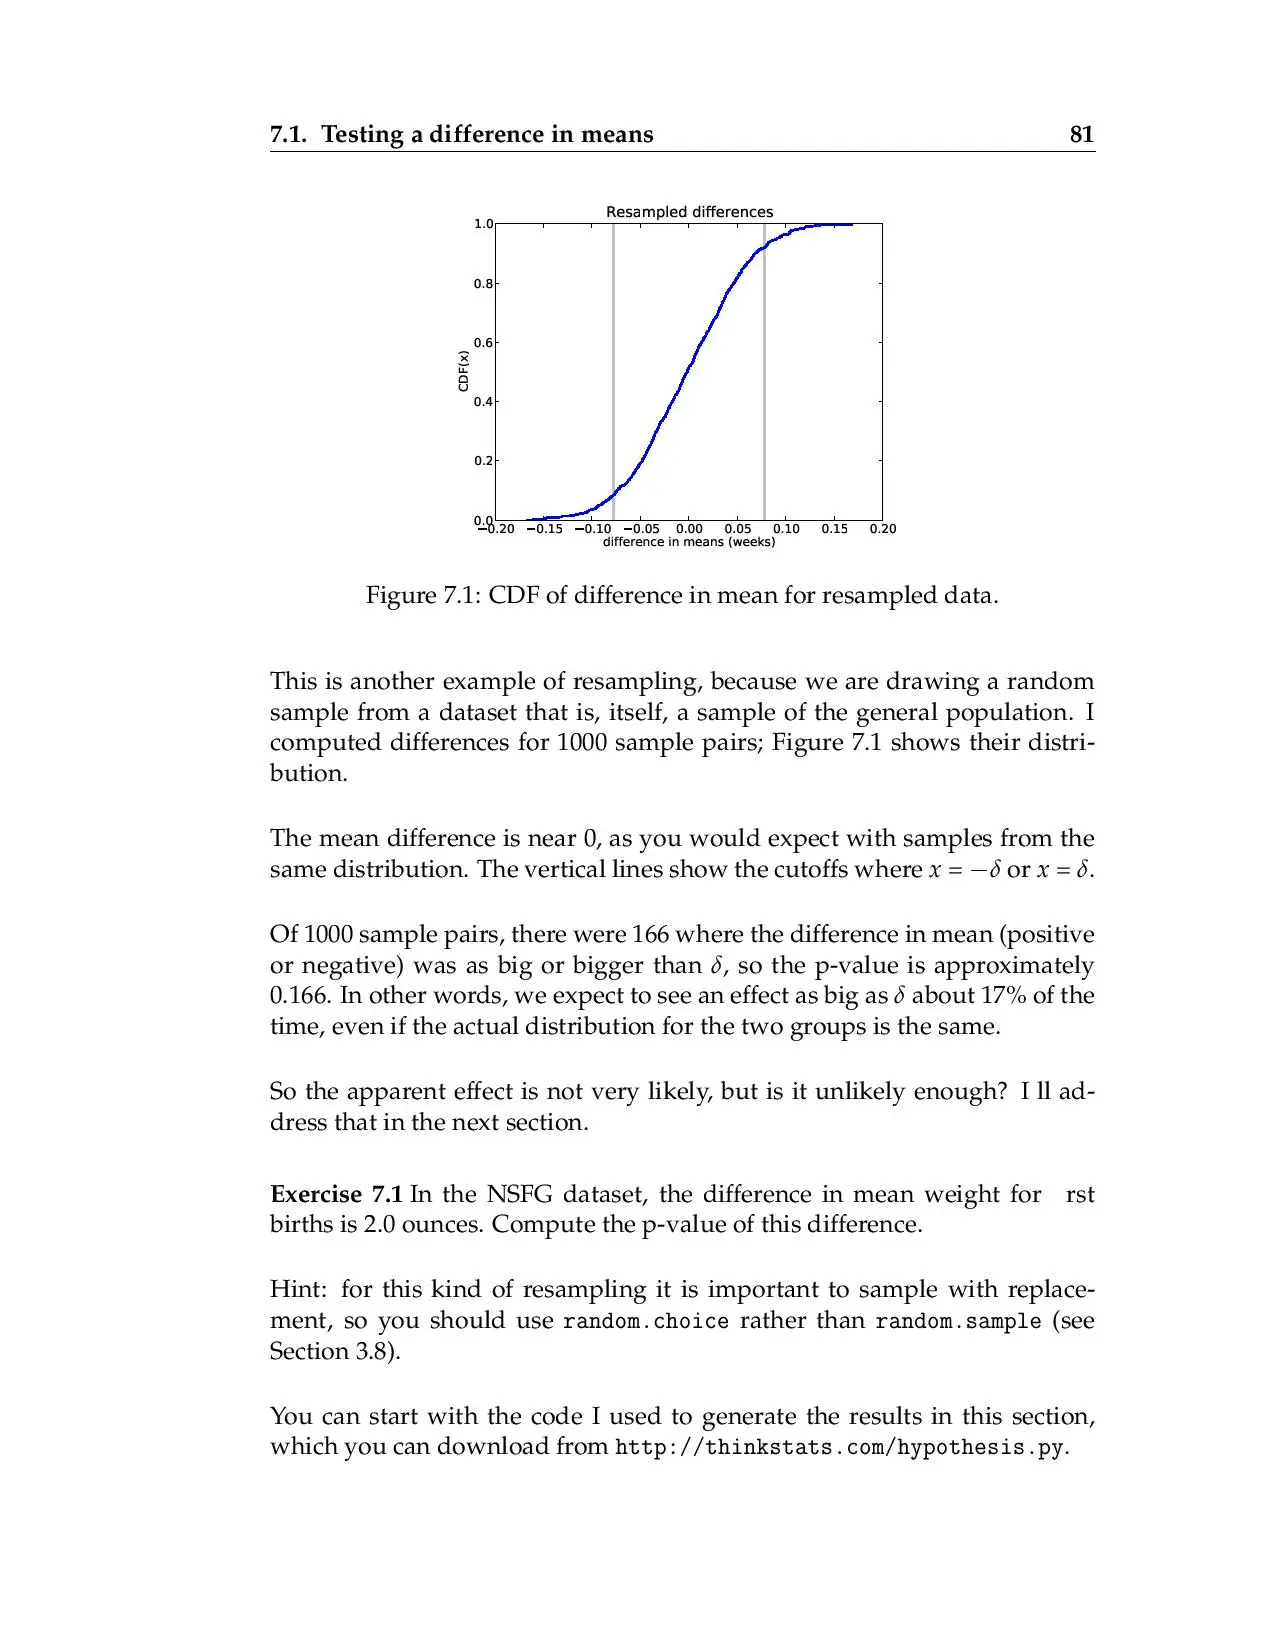 7.1. Testing a difference in means 81
Resampled differences
1.0
0.8
0.6
0.4
0.2
0.0
CDF(x)
−0.20 −0.15 −0.10 −0.05 0.00 0.05 0.10 0.15 0.20
difference in means (weeks)
Figure 7.1: CDF of difference in mean for resampled data.
This is another example of resampling, because we are drawing a random
sample from a dataset that is, itself, a sample of the general population. I
computed differences for 1000 sample pairs; Figure 7.1 shows their distri-
bution.
The mean difference is near 0, as you would expect with samples from the
same distribution. The vertical lines show the cutoffs where x = −δ or x = δ.
Of 1000 sample pairs, there were 166 where the difference in mean (positive
or negative) was as big or bigger than δ, so the p-value is approximately
0.166. In other words, we expect to see an effect as big as δ about 17% of the
time, even if the actual distribution for the two groups is the same.
So the apparent effect is not very likely, but is it unlikely enough? I ll ad-
dress that in the next section.
Exercise 7.1 In the NSFG dataset, the difference in mean weight for rst
births is 2.0 ounces. Compute the p-value of this difference.
Hint: for this kind of resampling it is important to sample with replace-
ment, so you should use random.choice rather than random.sample (see
Section 3.8).
You can start with the code I used to generate the results in this section,
which you can download from http://thinkstats.com/hypothesis.py.